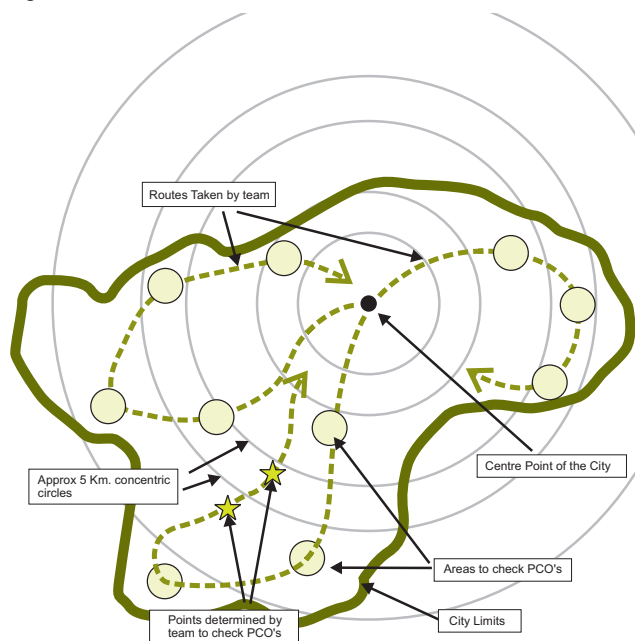 Routes Taken by team
Approx 5 Km. concentric
circles
Centre Point of the City
Areas to check PCO's
Points determined by
team to check PCO's
City Limits